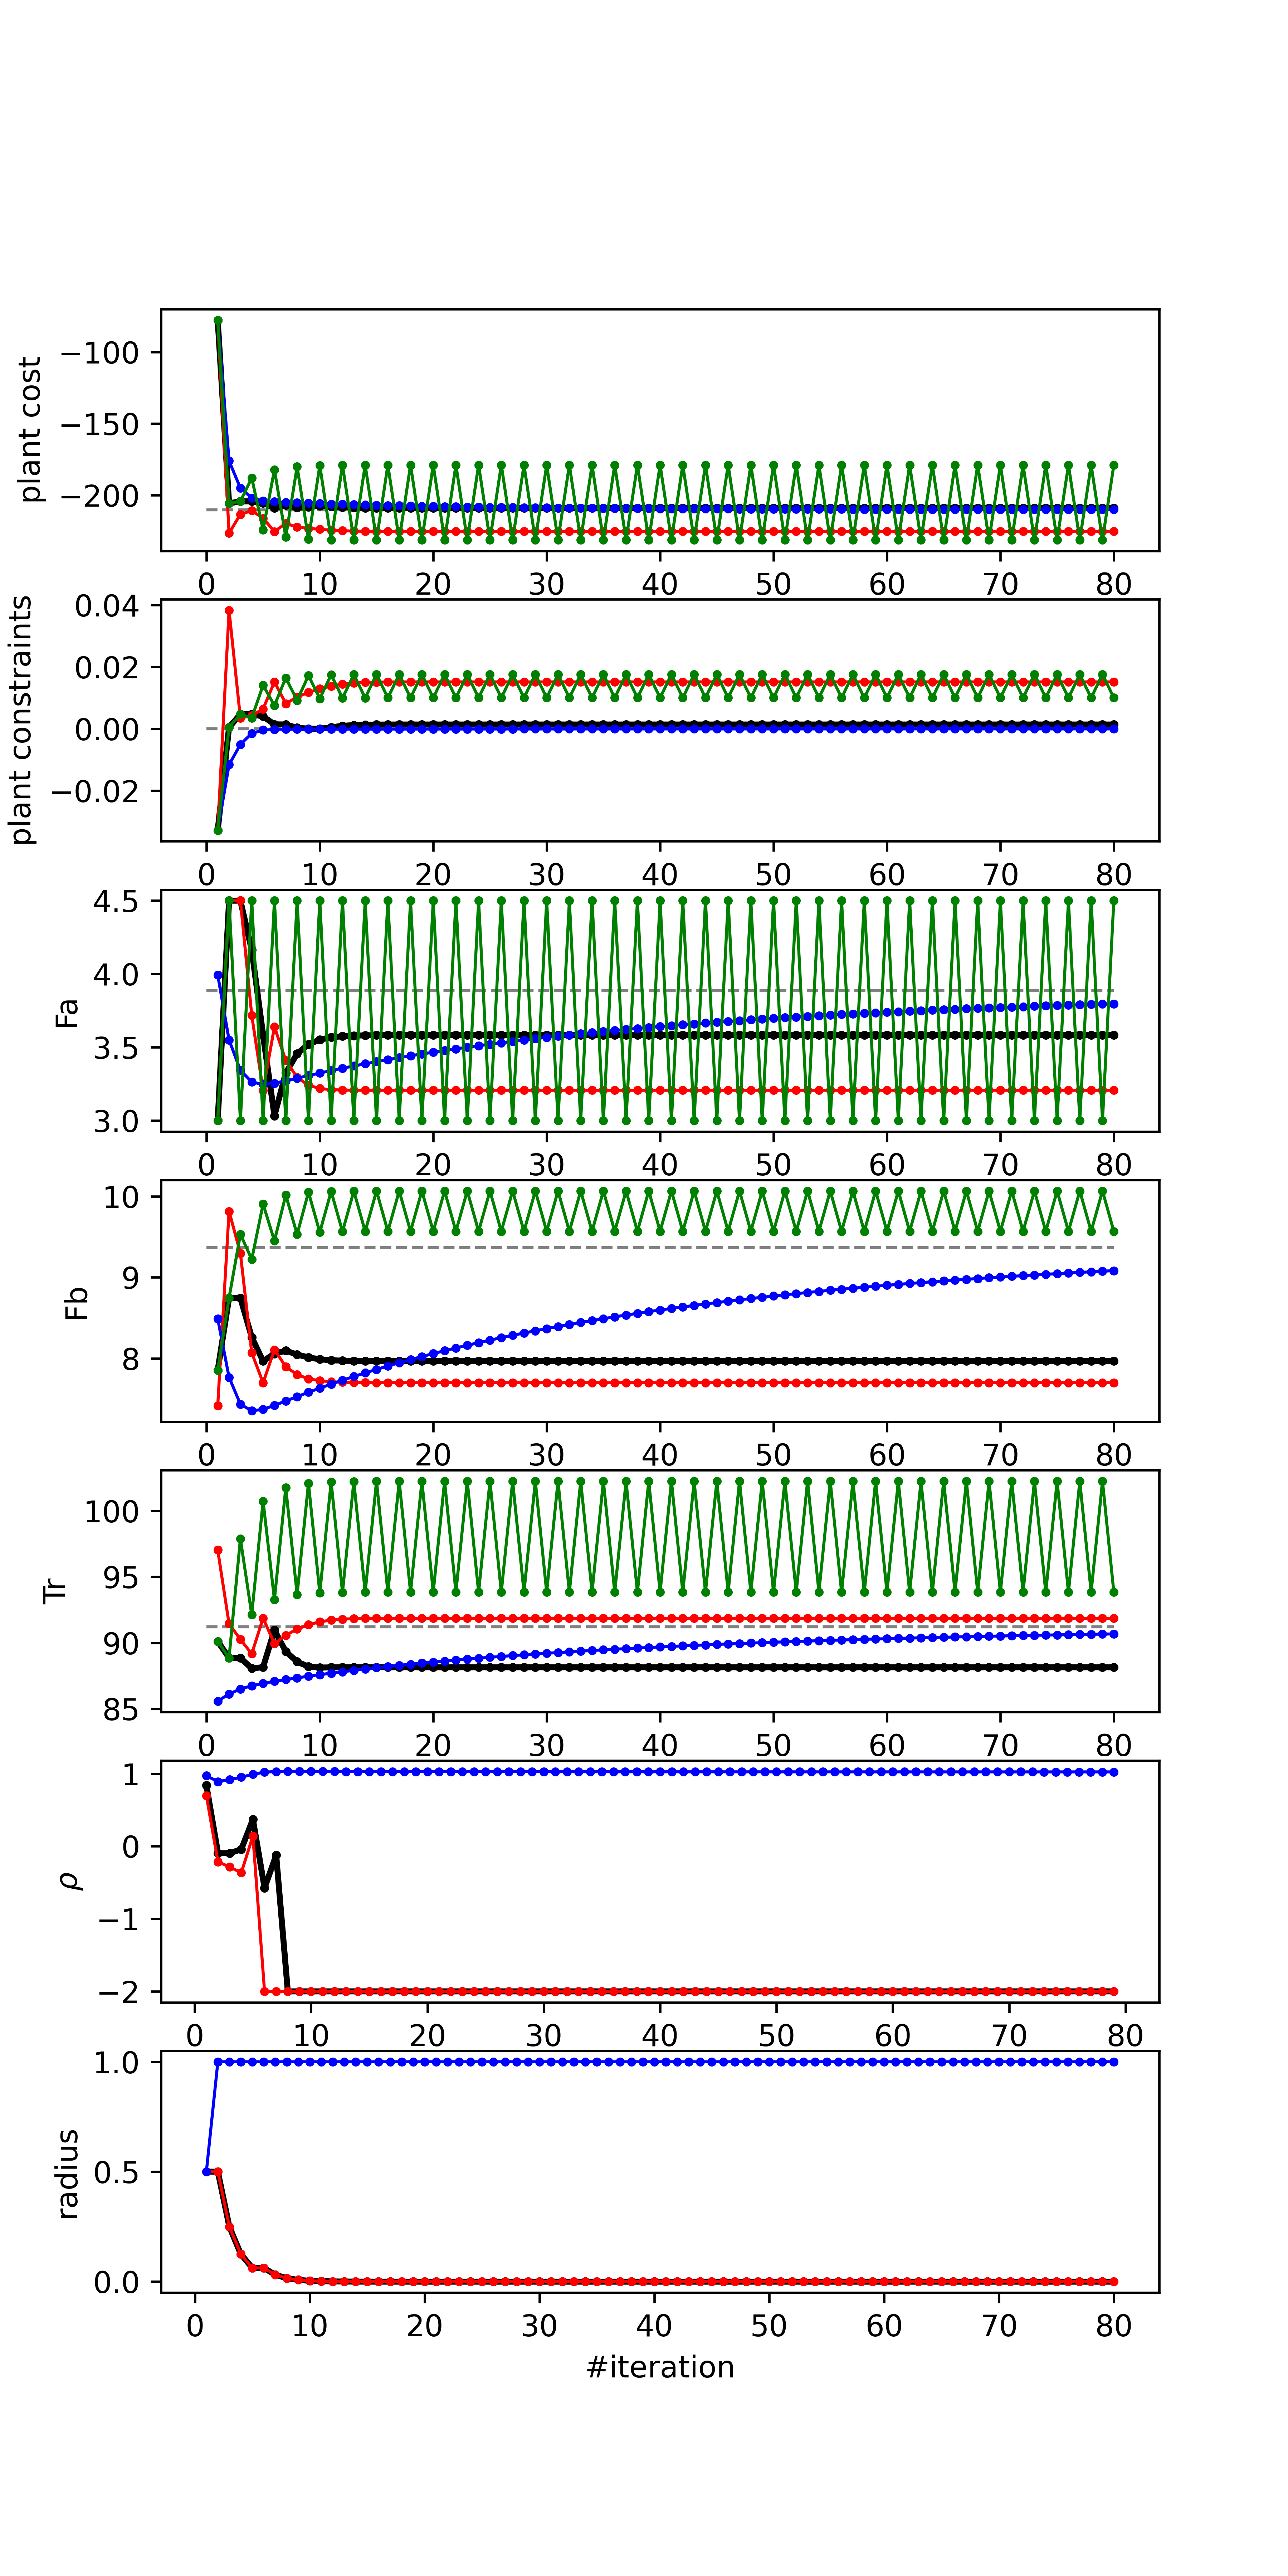 plant cost
−100
−150
−200
0 10 20 30 40 50 60 70 80
plant constraints
0.04
0.02
0.00
−0.02
0 10 20 30 40 50 60 70 80
Fa
4.5
4.0
3.5
3.0
0 10 20 30 40 50 60 70 80
Fb
10
9
8
0 10 20 30 40 50 60 70 80
Tr
100
95
90
85
0 10 20 30 40 50 60 70 80
ρ
1
0
−1
−2
0 10 20 30 40 50 60 70 80
radius
1.0
0.5
0.0
0 10 20 30 40 50 60 70 80
#iteration